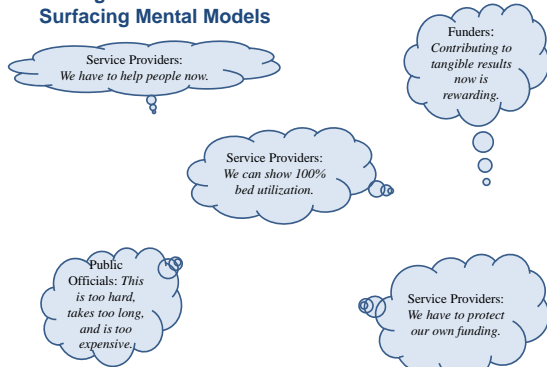 Surfacing Mental Models
Service Providers:
We have to help people now.
Funders:
Contributing to
tangible results
now is
rewarding.
Service Providers:
We can show 100%
bed utilization.
Public
Officials: This
is too hard,
takes too long,
and is too
expensive.
Service Providers:
We have to protect
our own funding.